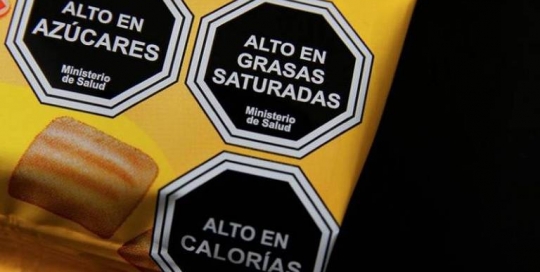 ALTO EN
AZÚCARES
Ministerio
de Salud
ALTO EN
GRASAS
SATURADAS
Ministerio
de Salud
ALTO EN
CALORÍAS